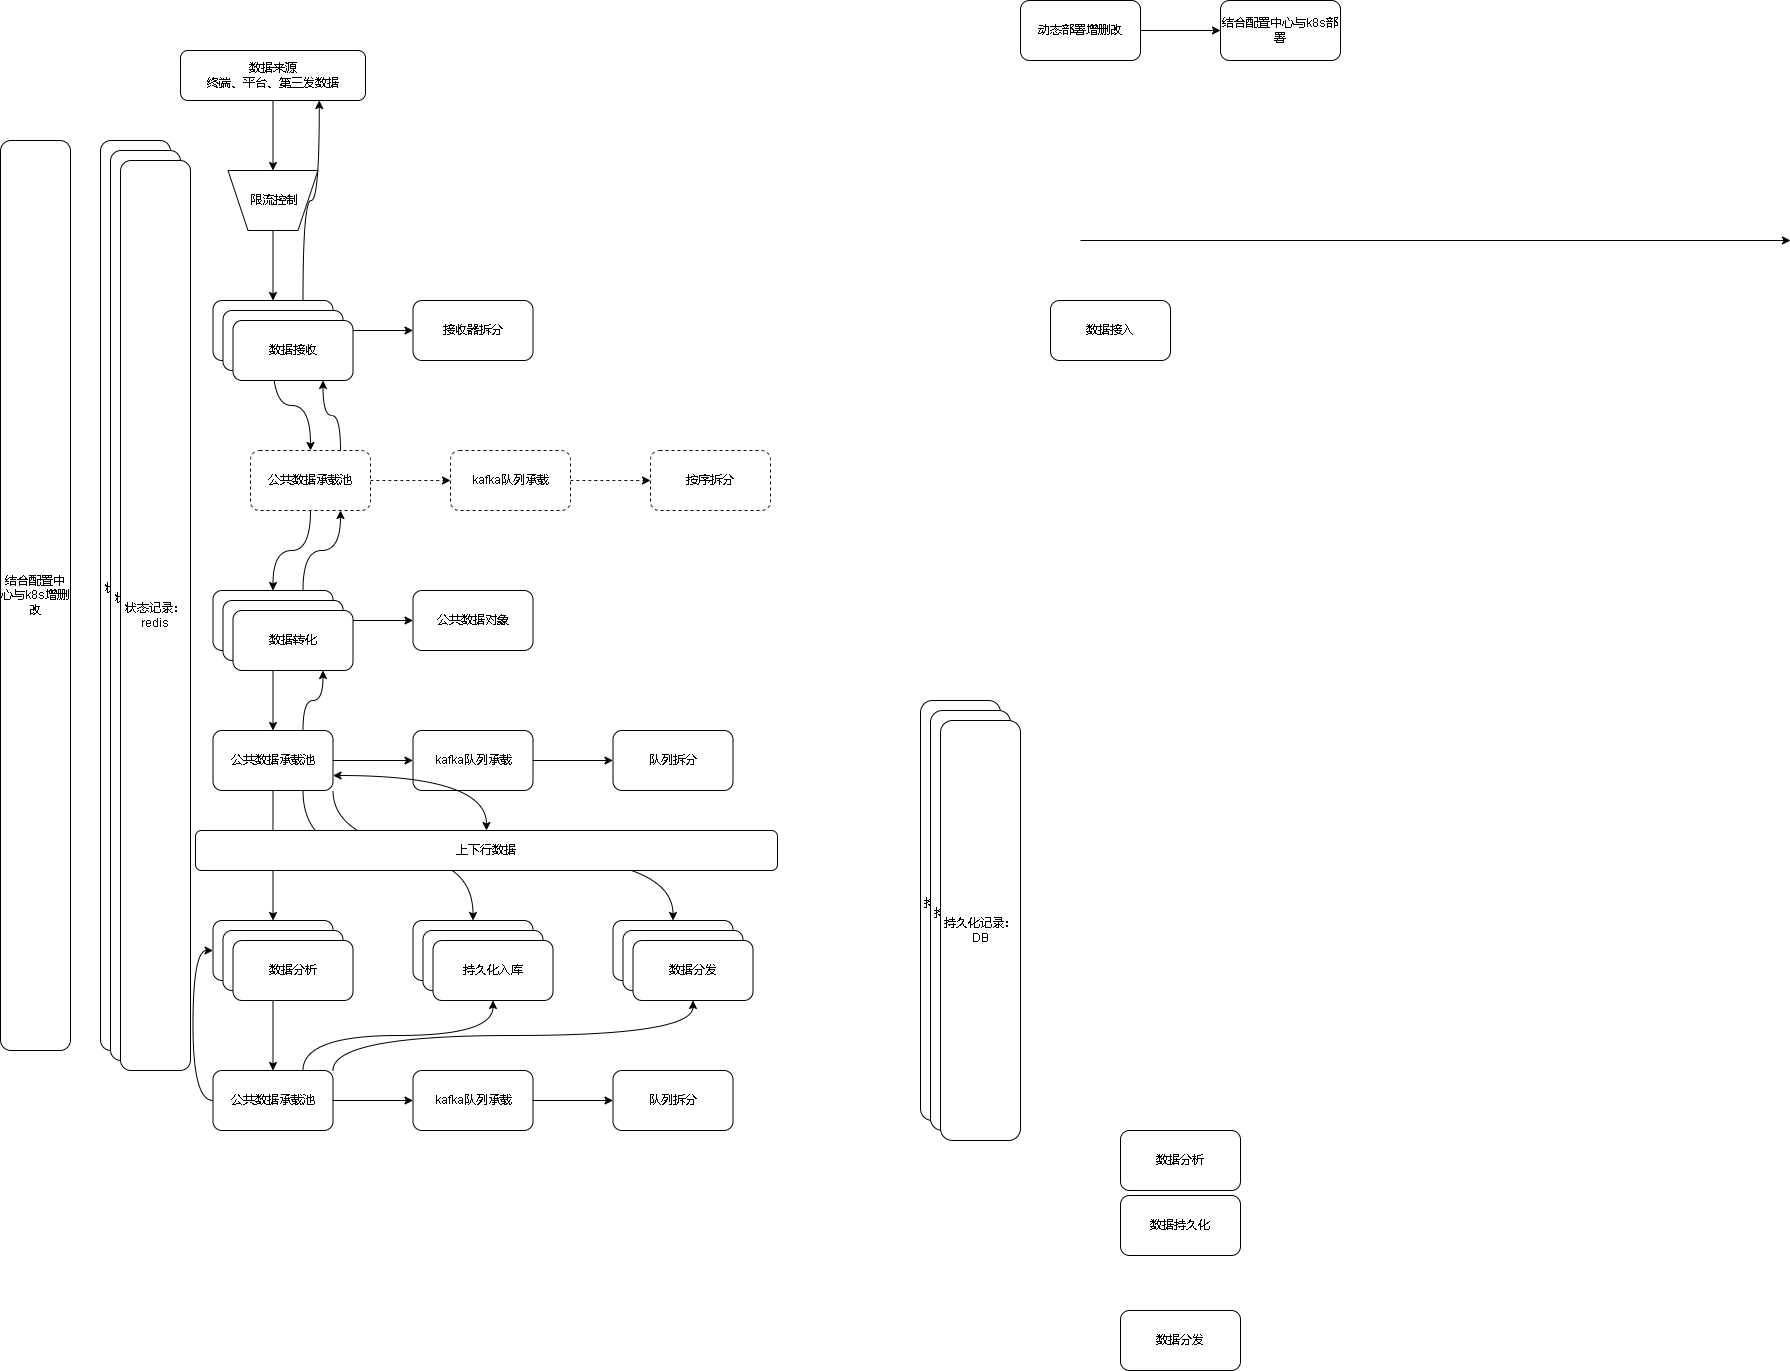 动态部署增删改
结合配置中心与k8s部
署
数据来源
终端、平台、第三发数据
限流控制
数据接收
接收器拆分
数据接入
公共数据承载池
kafka队列承载
按序拆分
结合配置中
心与k8s增删
改
状态记录：
redis
数据转化
公共数据对象
公共数据承载池
kafka队列承载
队列拆分
上下行数据
持久化记录：
DB
数据分析
持久化入库
数据分发
公共数据承载池
kafka队列承载
队列拆分
数据分析
数据持久化
数据分发